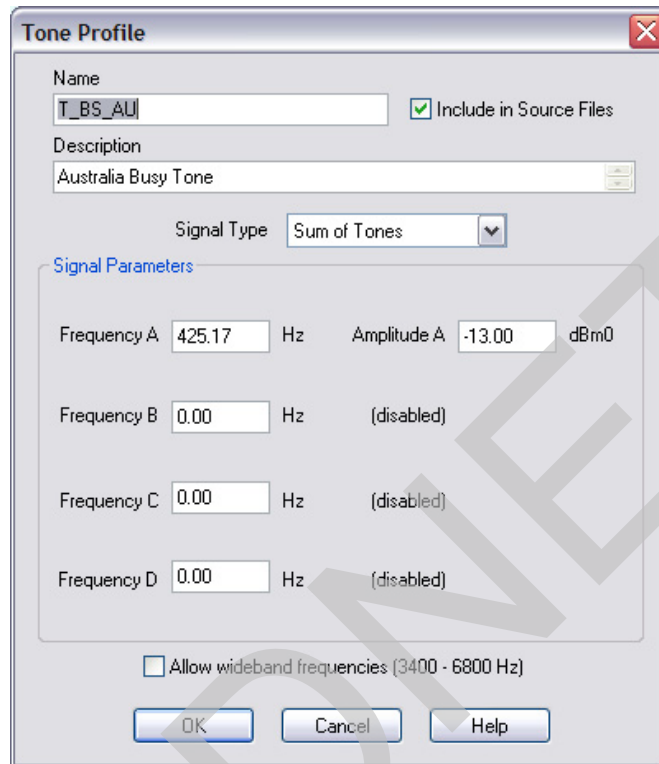 Tone Profile
Name
T_BS_AU
Include in Source Files
Description
Australia Busy Tone
Signal Type Sum of Tones
Signal Parameters
Frequency A 425.17 Hz Amplitude A -13.00 dBm0
Frequency B 0.00 Hz (disabled)
Frequency C 0.00 Hz (disabled)
Frequency D 0.00 Hz (disabled)
Allow wideband frequencies (3400 - 6800 Hz)
OK Cancel Help